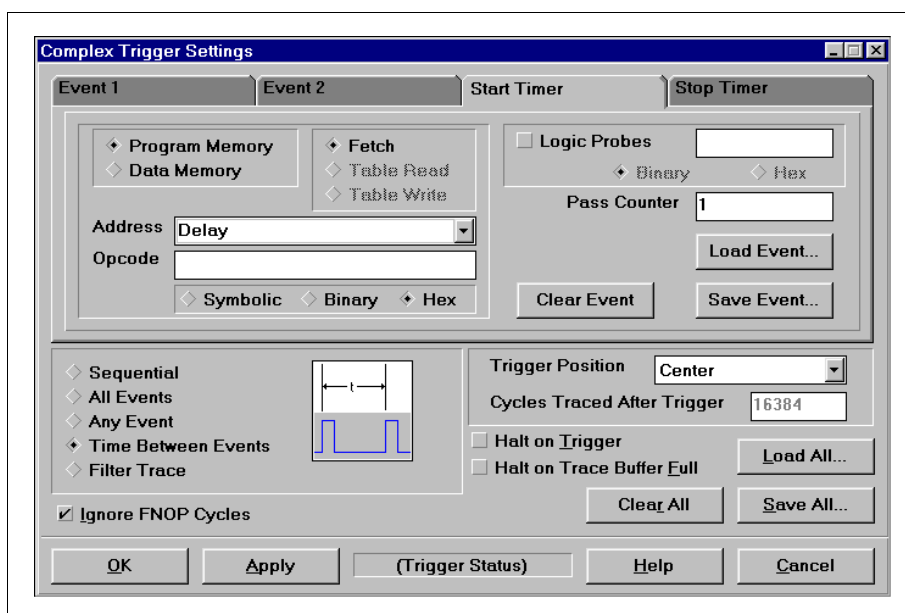 Complex Trigger Settings
Event 1
Event 2
Start Timer
Stop Timer
Program Memory
Data Memory
Fetch
Table Read
Table Write
Address
Delay
Opcode
Symbolic
Binary
Hex
Logic Probes
Binary
Hex
Pass Counter
1
Load Event...
Clear Event
Save Event...
Sequential
All Events
Any Event
Time Between Events
Filter Trace
t
Ignore FNOP Cycles
Trigger Position
Center
Cycles Traced After Trigger
16384
Halt on Trigger
Halt on Trace Buffer Full
Load All...
Clear All
Save All...
OK
Apply
(Trigger Status)
Help
Cancel